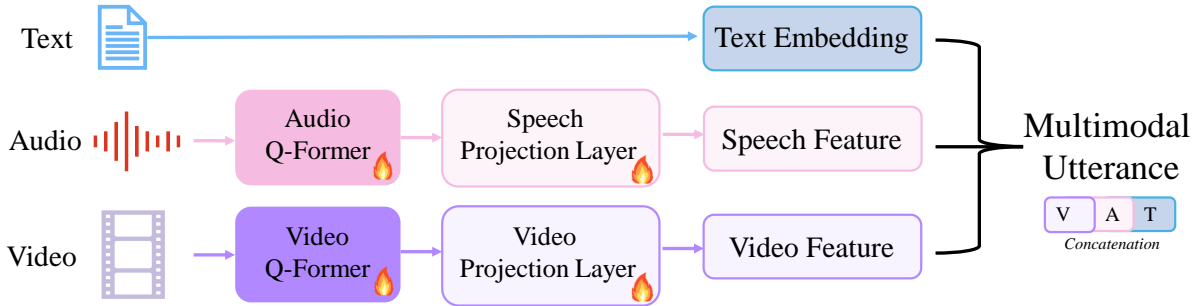 Text
Text Embedding
Audio
Audio
Q-Former
Speech
Projection Layer
Speech Feature
Video
Video
Q-Former
Video
Projection Layer
Video Feature
Multimodal
Utterance
V A T
Concatenation